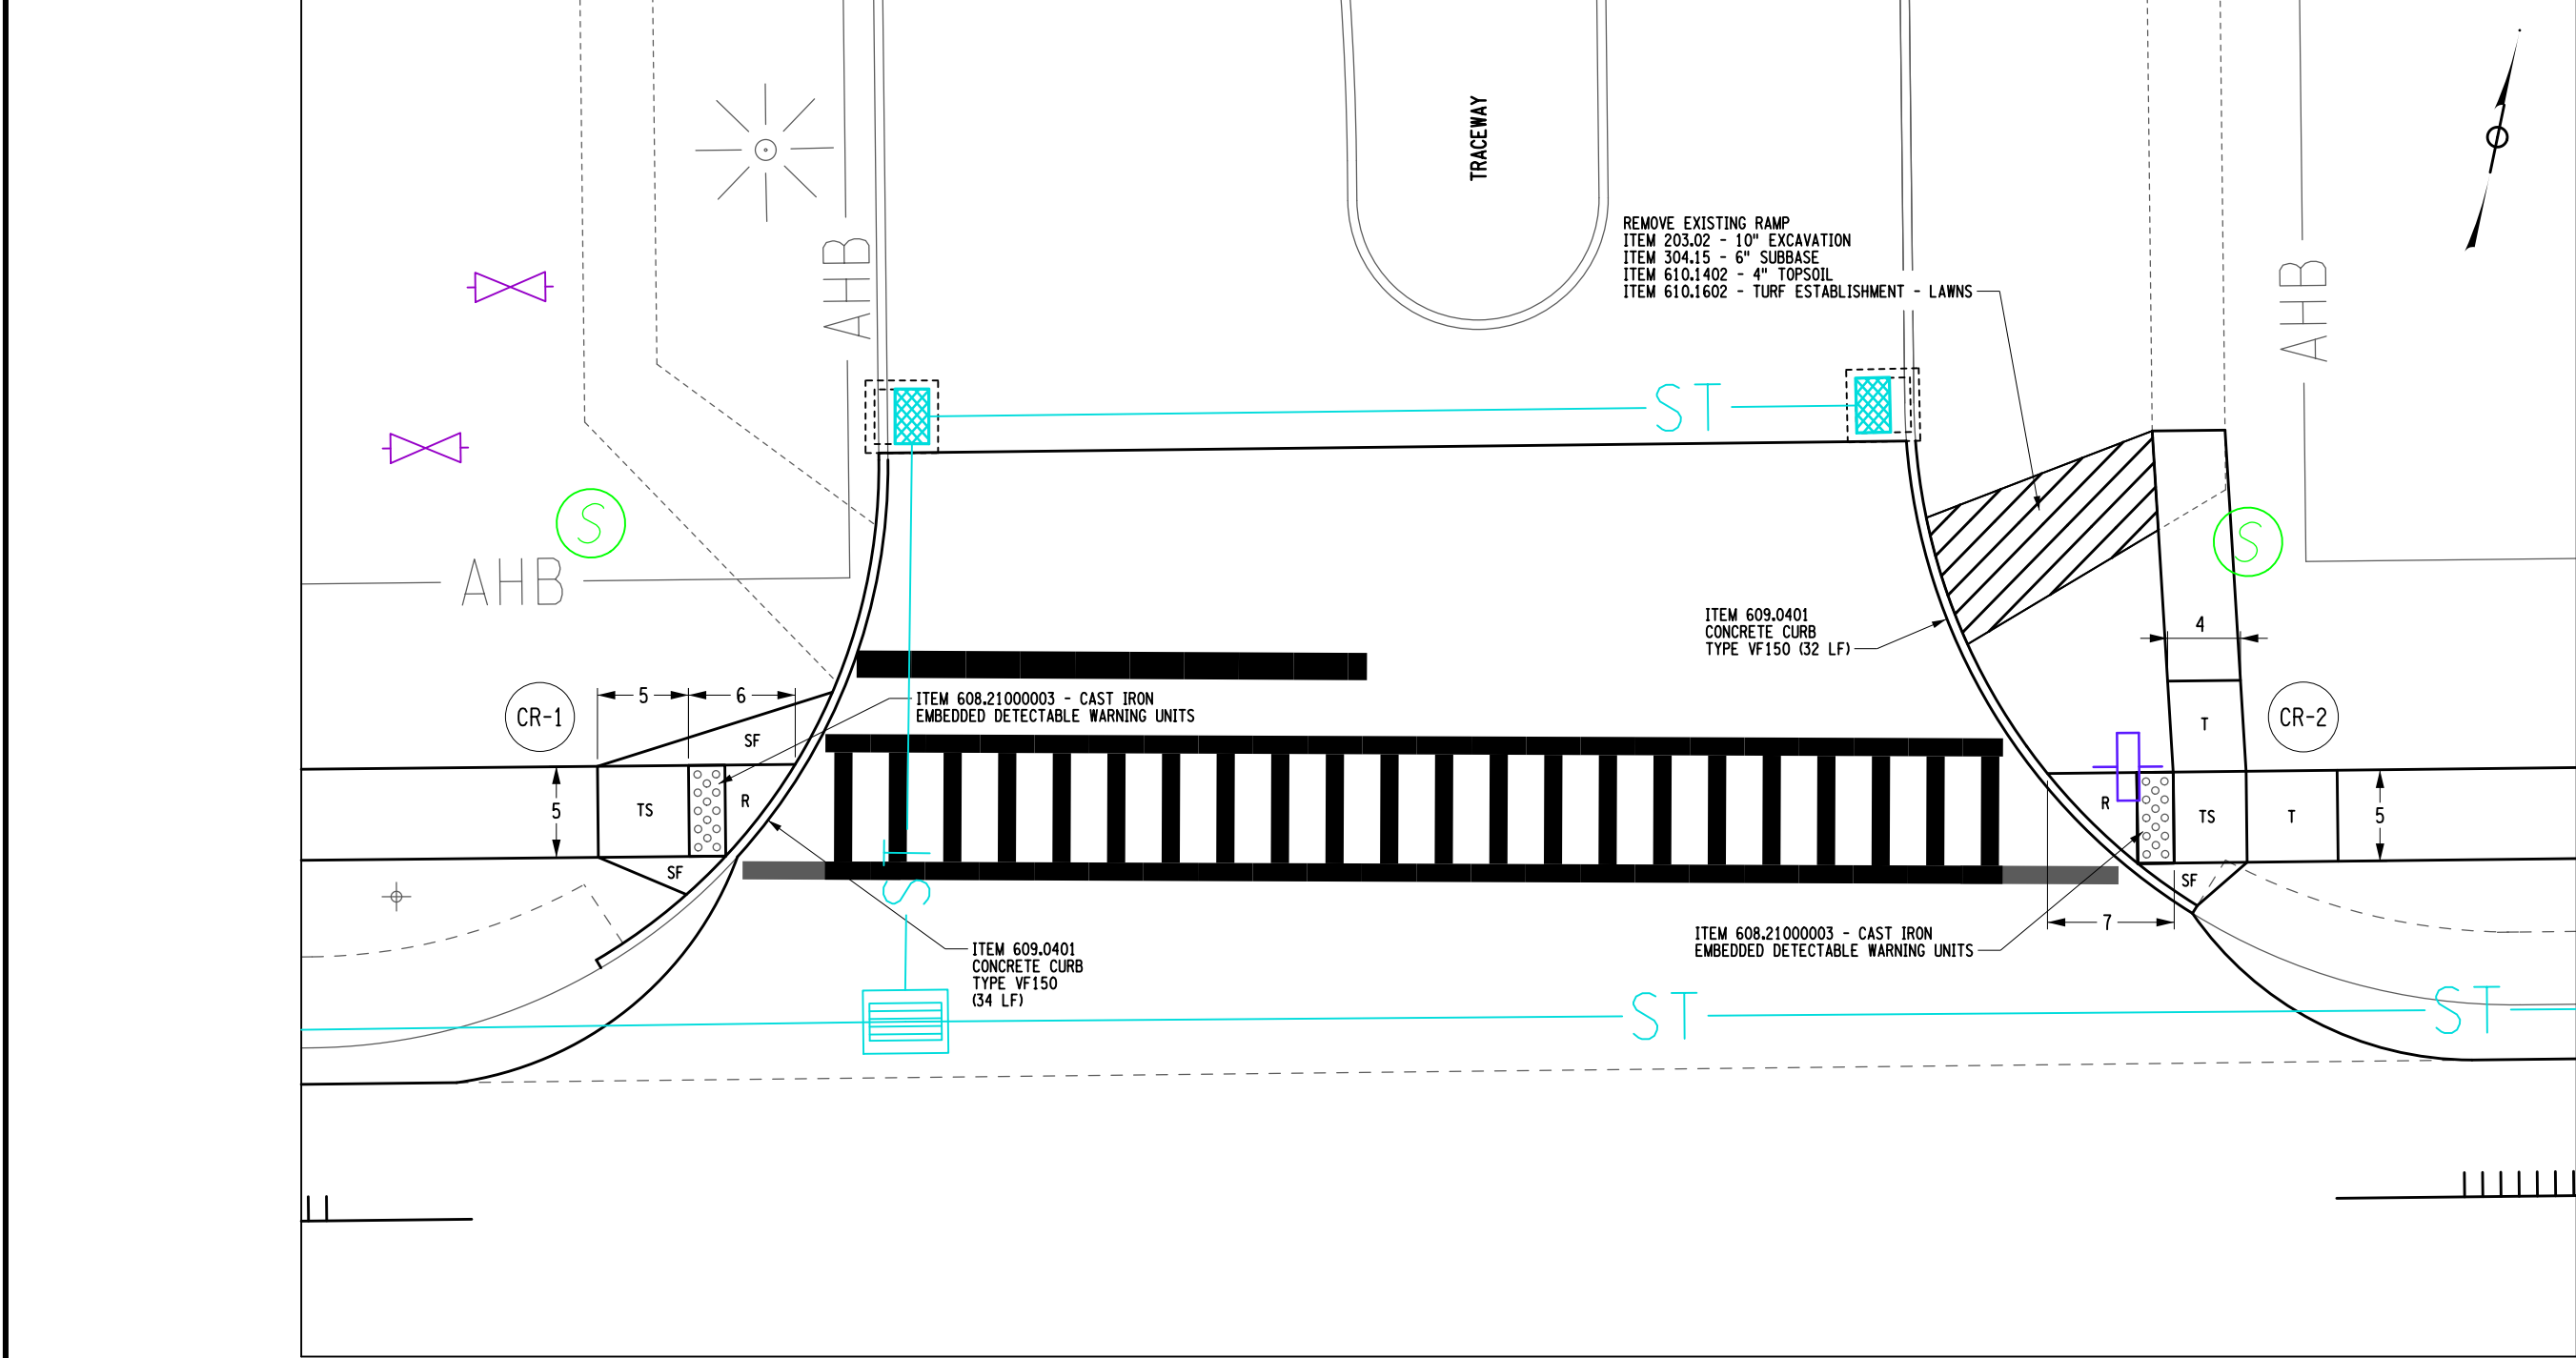 TRACEWAY
REMOVE EXISTING RAMP
ITEM 203.02 - 10" EXCAVATION
ITEM 304.15 - 6" SUBBASE
ITEM 610.1402 - 4" TOPSOIL
ITEM 610.1602 - TURF ESTABLISHMENT - LAWNS
AHB
AHB
ST
S
S
AHB
ITEM 609.0401
CONCRETE CURB
TYPE VF150 (32 LF)
4
CR-1
5
6
ITEM 608.21000003 - CAST IRON
EMBEDDED DETECTABLE WARNING UNITS
CR-2
SF
T
5
TS
R
R
TS
T
5
SF
ST
SF
7
ITEM 609.0401
CONCRETE CURB
TYPE VF150
(34 LF)
ITEM 608.21000003 - CAST IRON
EMBEDDED DETECTABLE WARNING UNITS
ST
ST